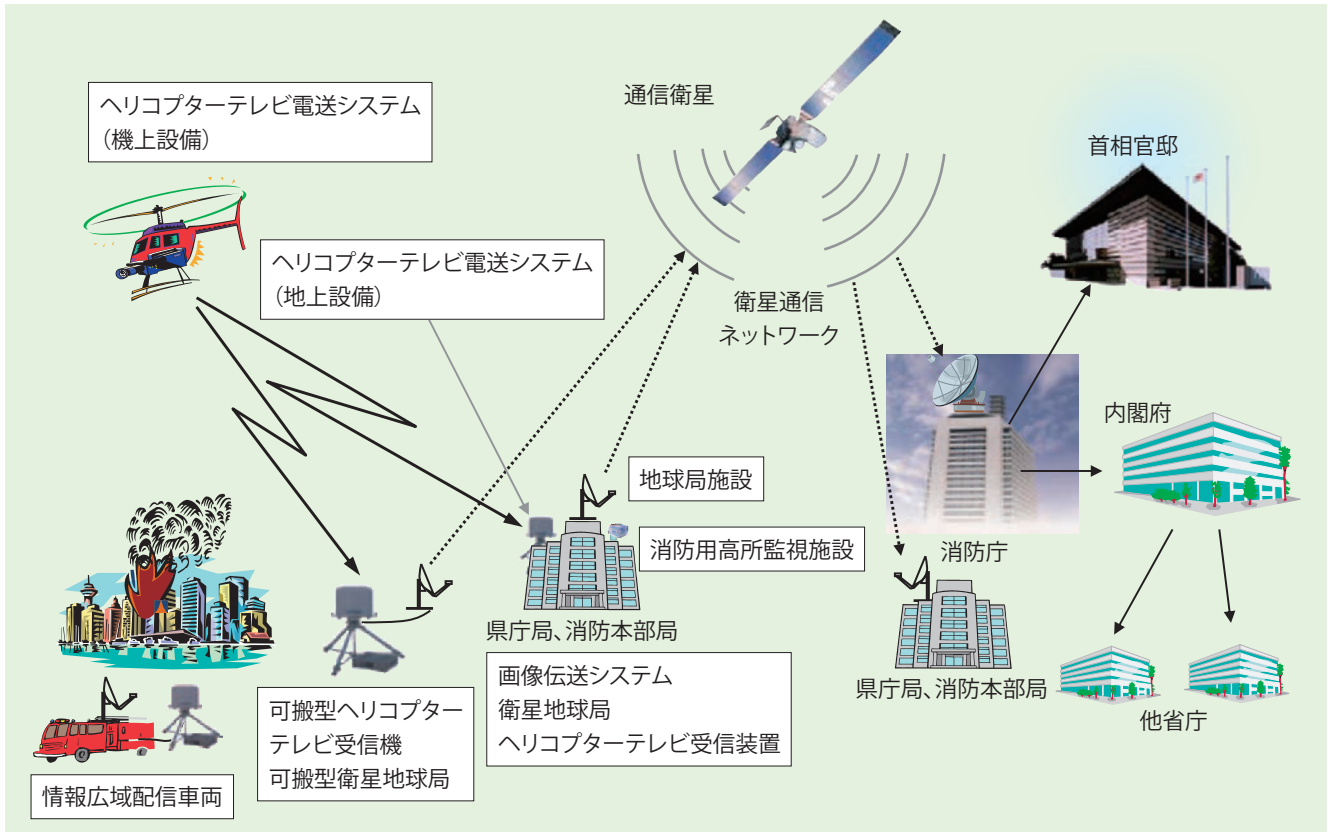 ヘリコプターテレビ電送システム
（機上設備）
通信衛星
首相官邸
ヘリコプターテレビ電送システム
（地上設備）
衛星通信
ネットワーク
内閣府
地球局施設
消防用高所監視施設
消防庁
県庁局、消防本部局
画像伝送システム
衛星地球局
ヘリコプターテレビ受信装置
県庁局、消防本部局
他省庁
可搬型ヘリコプター
テレビ受信機
可搬型衛星地球局
情報広域配信車両